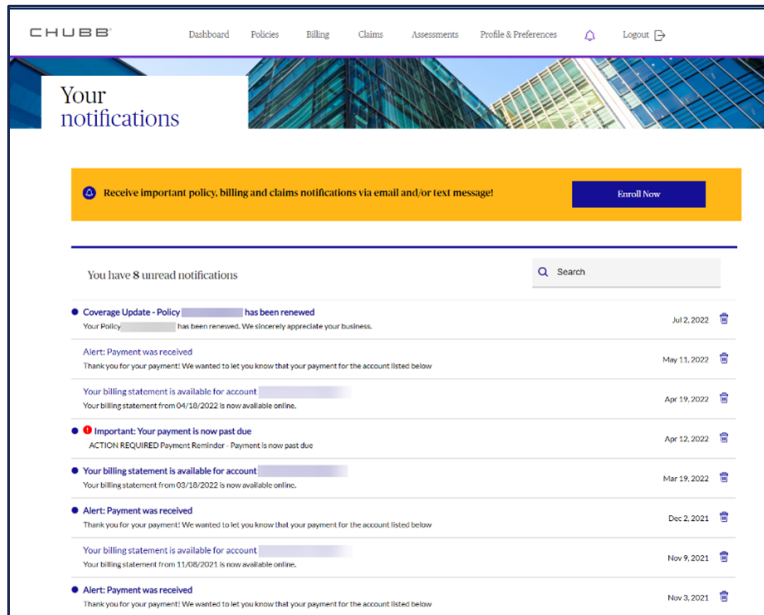 CHUBB®
Dashboard Policies Billing Claims Assessments Profile & Preferences Logout
Your
notifications
Receive important policy, billing and claims notifications via email and/or text message!
Enroll Now
You have 8 unread notifications
Search
Coverage Update - Policy has been renewed
Your Policy has been renewed. We sincerely appreciate your business.
Jul 2, 2022
Alert: Payment was received
Thank you for your payment! We wanted to let you know that your payment for the account listed below
May 11, 2022
Your billing statement is available for account
Your billing statement from 04/18/2022 is now available online.
Apr 19, 2022
Important: Your payment is now past due
ACTION REQUIRED Payment Reminder - Payment is now past due
Apr 12, 2022
Your billing statement is available for account
Your billing statement from 03/18/2022 is now available online.
Mar 19, 2022
Alert: Payment was received
Thank you for your payment! We wanted to let you know that your payment for the account listed below
Dec 2, 2021
Your billing statement is available for account
Your billing statement from 11/08/2021 is now available online.
Nov 9, 2021
Alert: Payment was received
Thank you for your payment! We wanted to let you know that your payment for the account listed below
Nov 3, 2021